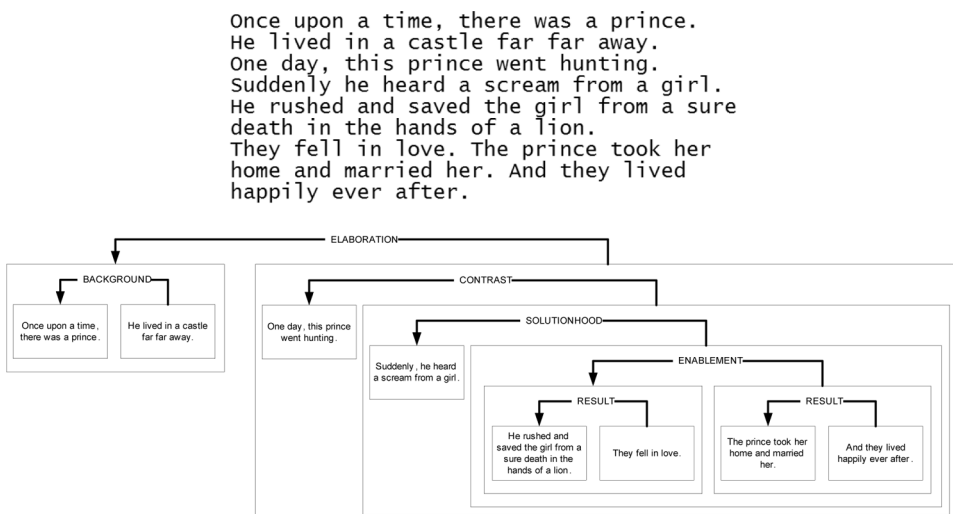 Once upon a time, there was a prince.
He lived in a castle far far away.
One day, this prince went hunting.
Suddenly he heard a scream from a girl.
He rushed and saved the girl from a sure
death in the hands of a lion.
They fell in love. The prince took her
home and married her. And they lived
happily ever after.
ELABORATION
BACKGROUND
Once upon a time,
there was a prince.
He lived in a castle
far far away.
CONTRAST
One day, this prince
went hunting.
SOLUTIONHOOD
Suddenly, he heard
a scream from a girl.
ENABLEMENT
RESULT
He rushed and
saved the girl from a
sure death in the
hands of a lion.
They fell in love.
RESULT
The prince took her
home and married
her.
And they lived
happily ever after.